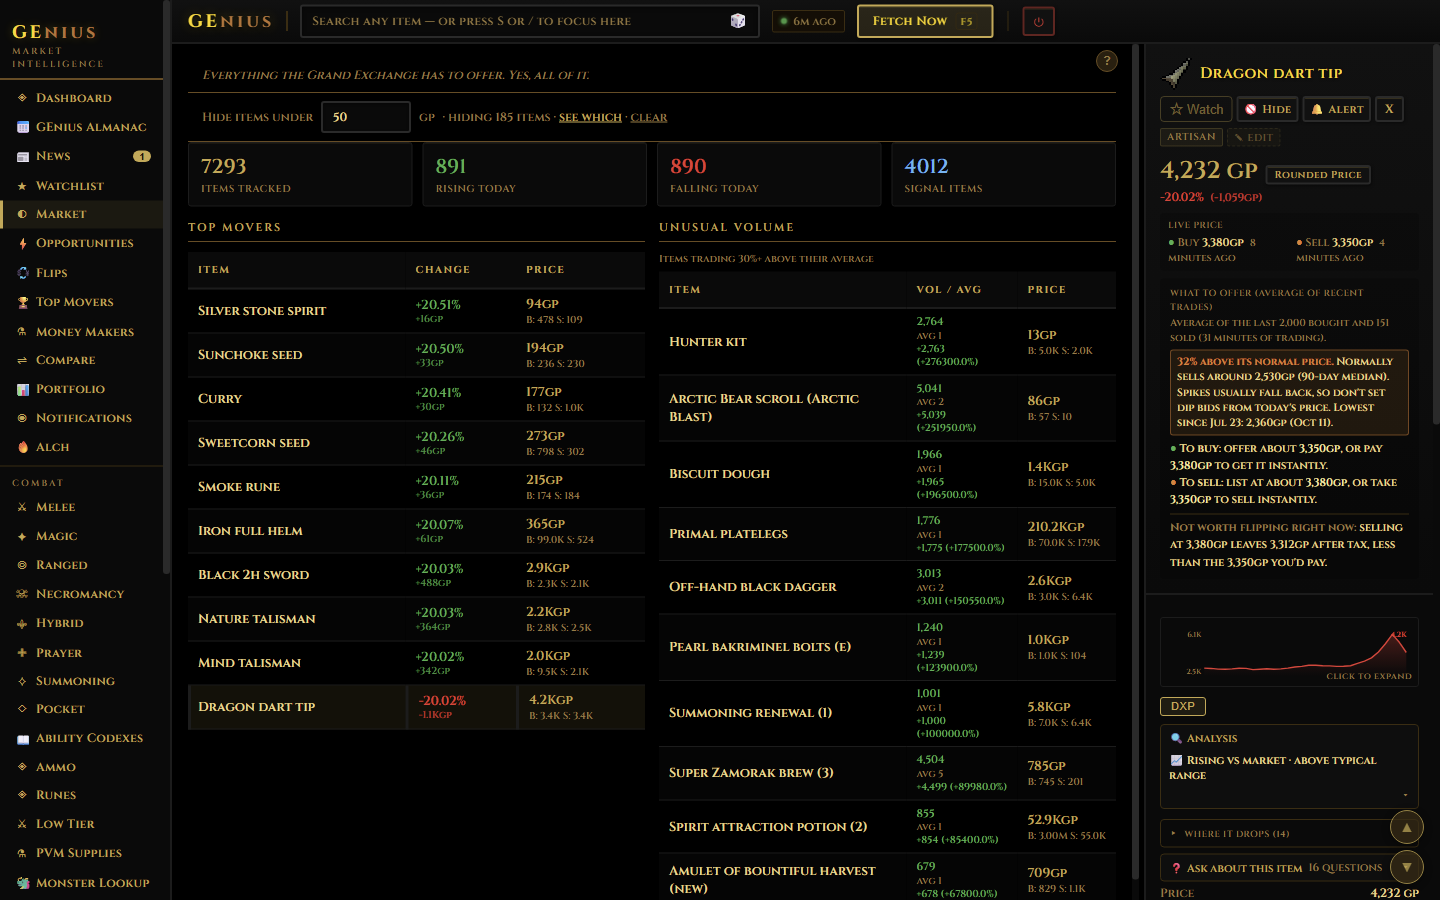 GENIUS
MARKET
INTELLIGENCE
DASHBOARD
GENIUS ALMANAC
NEWS 1
WATCHLIST
MARKET
OPPORTUNITIES
FLIPS
TOP MOVERS
MONEY MAKERS
COMPARE
PORTFOLIO
NOTIFICATIONS
ALCH
COMBAT
MELEE
MAGIC
RANGED
NECROMANCY
HYBRID
PRAYER
SUMMONING
POCKET
ABILITY CODEXES
AMMO
RUNES
LOW TIER
PVM SUPPLIES
MONSTER LOOKUP
GENIUS
SEARCH ANY ITEM — OR PRESS S OR / TO FOCUS HERE
6M AGO
FETCH NOW F5
EVERYTHING THE GRAND EXCHANGE HAS TO OFFER. YES, ALL OF IT.
?
HIDE ITEMS UNDER 50 GP · HIDING 185 ITEMS · SEE WHICH · CLEAR
7293
ITEMS TRACKED
891
RISING TODAY
890
FALLING TODAY
4012
SIGNAL ITEMS
TOP MOVERS
ITEM CHANGE PRICE
SILVER STONE SPIRIT +20.51% 94GP
+16GP B: 478 S: 109
SUNCHOKE SEED +20.50% 194GP
+33GP B: 236 S: 230
CURRY +20.41% 177GP
+30GP B: 132 S: 1.0K
SWEETCORN SEED +20.26% 273GP
+46GP B: 798 S: 302
SMOKE RUNE +20.11% 215GP
+36GP B: 174 S: 184
IRON FULL HELM +20.07% 365GP
+61GP B: 99.0K S: 524
BLACK 2H SWORD +20.03% 2.9KGP
+488GP B: 2.3K S: 2.1K
NATURE TALISMAN +20.03% 2.2KGP
+364GP B: 2.8K S: 2.5K
MIND TALISMAN +20.02% 2.0KGP
+342GP B: 9.5K S: 2.1K
DRAGON DART TIP -20.02% 4.2KGP
-1.1KGP B: 3.4K S: 3.4K
UNUSUAL VOLUME
ITEMS TRADING 30%+ ABOVE THEIR AVERAGE
ITEM VOL / AVG PRICE
HUNTER KIT 2,764 AVG 1 +2,763 (+276300.0%) 13GP B: 5.0K S: 2.0K
ARCTIC BEAR SCROLL (ARCTIC BLAST) 5,041 AVG 2 +5,039 (+251950.0%) 86GP B: 57 S: 10
BISCUIT DOUGH 1,966 AVG 1 +1,965 (+196500.0%) 1.4KGP B: 15.0K S: 5.0K
PRIMAL PLATELEGS 1,776 AVG 1 +1,775 (+177500.0%) 210.2KGP B: 70.0K S: 17.9K
OFF-HAND BLACK DAGGER 3,013 AVG 2 +3,011 (+150550.0%) 2.6KGP B: 3.0K S: 6.4K
PEARL BAKRIMINEL BOLTS (E) 1,240 AVG 1 +1,239 (+123900.0%) 1.0KGP B: 1.0K S: 104
SUMMONING RENEWAL (1) 1,001 AVG 1 +1,000 (+100000.0%) 5.8KGP B: 7.0K S: 6.4K
SUPER ZAMORAK BREW (3) 4,504 AVG 5 +4,499 (+89980.0%) 785GP B: 745 S: 201
SPIRIT ATTRACTION POTION (2) 855 AVG 1 +854 (+85400.0%) 52.9KGP B: 3.00M S: 55.0K
AMULET OF BOUNTIFUL HARVEST (NEW) 679 AVG 1 +678 (+67800.0%) 709GP B: 829 S: 1.1K
DRAGON DART TIP
☆ Watch HIDE ALERT X
ARTISAN EDIT
4,232 GP ROUNDED PRICE
-20.02% (-1,059GP)
LIVE PRICE
BUY 3,380GP 8 MINUTES AGO
SELL 3,350GP 4 MINUTES AGO
WHAT TO OFFER (AVERAGE OF RECENT
TRADES)
AVERAGE OF THE LAST 2,000 BOUGHT AND 151
SOLD (31 MINUTES OF TRADING).
32% ABOVE ITS NORMAL PRICE. NORMALLY
SELLS AROUND 2,530GP (90-DAY MEDIAN).
SPIKES USUALLY FALL BACK, SO DON'T SET
DIP BIDS FROM TODAY'S PRICE. LOWEST
SINCE JUL 23: 2,360GP (OCT 11).
TO BUY: OFFER ABOUT 3,350GP, OR PAY
3,380GP TO GET IT INSTANTLY.
TO SELL: LIST AT ABOUT 3,380GP, OR TAKE
3,350GP TO SELL INSTANTLY.
NOT WORTH FLIPPING RIGHT NOW: SELLING
AT 3,380GP LEAVES 3,312GP AFTER TAX, LESS
THAN THE 3,350GP YOU'D PAY.
6.1K
2.5K
CLICK TO EXPAND
DXP
ANALYSIS
RISING VS MARKET · ABOVE TYPICAL
RANGE
-
WHERE IT DROPS (14)
ASK ABOUT THIS ITEM 16 QUESTIONS
PRICE 4,232 GP